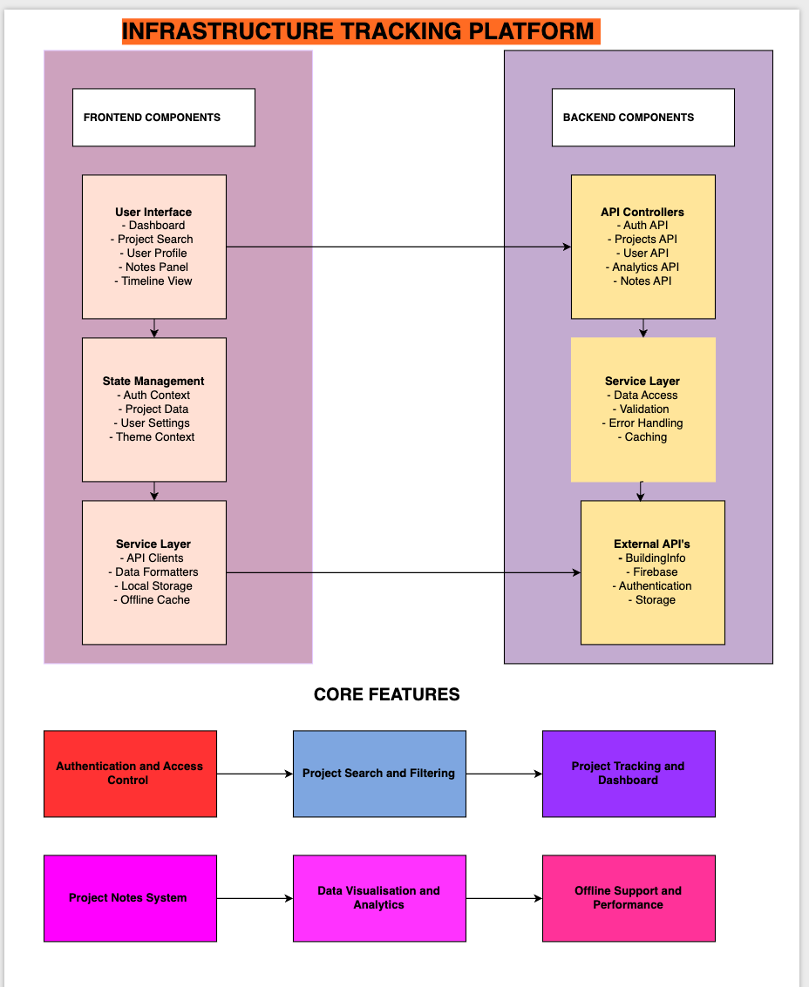 INFRASTRUCTURE TRACKING PLATFORM
FRONTEND COMPONENTS
User Interface
- Dashboard
- Project Search
- User Profile
- Notes Panel
- Timeline View
State Management
- Auth Context
- Project Data
- User Settings
- Theme Context
Service Layer
- API Clients
- Data Formatters
- Local Storage
- Offline Cache
BACKEND COMPONENTS
API Controllers
- Auth API
- Projects API
- User API
- Analytics API
- Notes API
Service Layer
- Data Access
- Validation
- Error Handling
- Caching
External API's
- BuildingInfo
- Firebase
- Authentication
- Storage
CORE FEATURES
Authentication and Access
Control
Project Search and Filtering
Project Tracking and
Dashboard
Project Notes System
Data Visualisation and
Analytics
Offline Support and
Performance